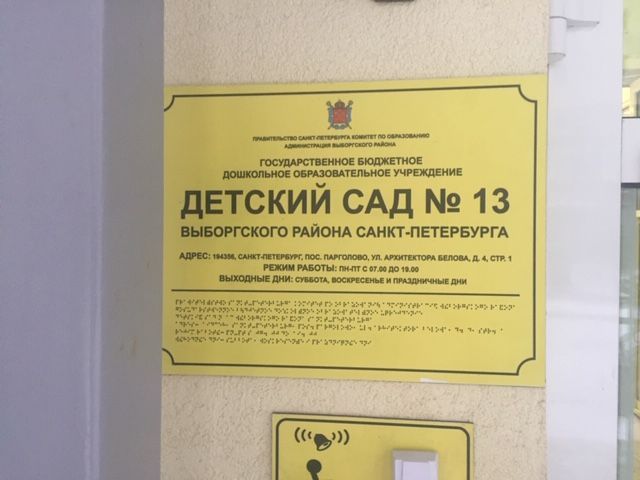 ПРАВИТЕЛЬСТВО САНКТ-ПЕТЕРБУРГА КОМИТЕТ ПО ОБРАЗОВАНИЮ
АДМИНИСТРАЦИЯ ВЫБОРГСКОГО РАЙОНА
ГОСУДАРСТВЕННОЕ БЮДЖЕТНОЕ
ДОШКОЛЬНОЕ ОБРАЗОВАТЕЛЬНОЕ УЧРЕЖДЕНИЕ
ДЕТСКИЙ САД № 13
ВЫБОРГСКОГО РАЙОНА САНКТ-ПЕТЕРБУРГА
АДРЕС: 194356, САНКТ-ПЕТЕРБУРГ, ПОС. ПАРГОЛОВО, УЛ. АРХИТЕКТОРА БЕЛОВА, Д. 4, СТР. 1
РЕЖИМ РАБОТЫ: ПН-ПТ С 07.00 ДО 19.00
ВЫХОДНЫЕ ДНИ: СУББОТА, ВОСКРЕСЕНЬЕ И ПРАЗДНИЧНЫЕ ДНИ